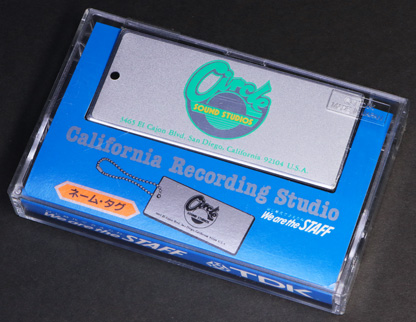 Circle
SOUND STUDIOS
5465 El Cajon Blvd. San Diego, California 92104 U.S.A.
California Recording Studio
ネーム・タグ
Circle
We are the STAFF
We are the STAFF TDK